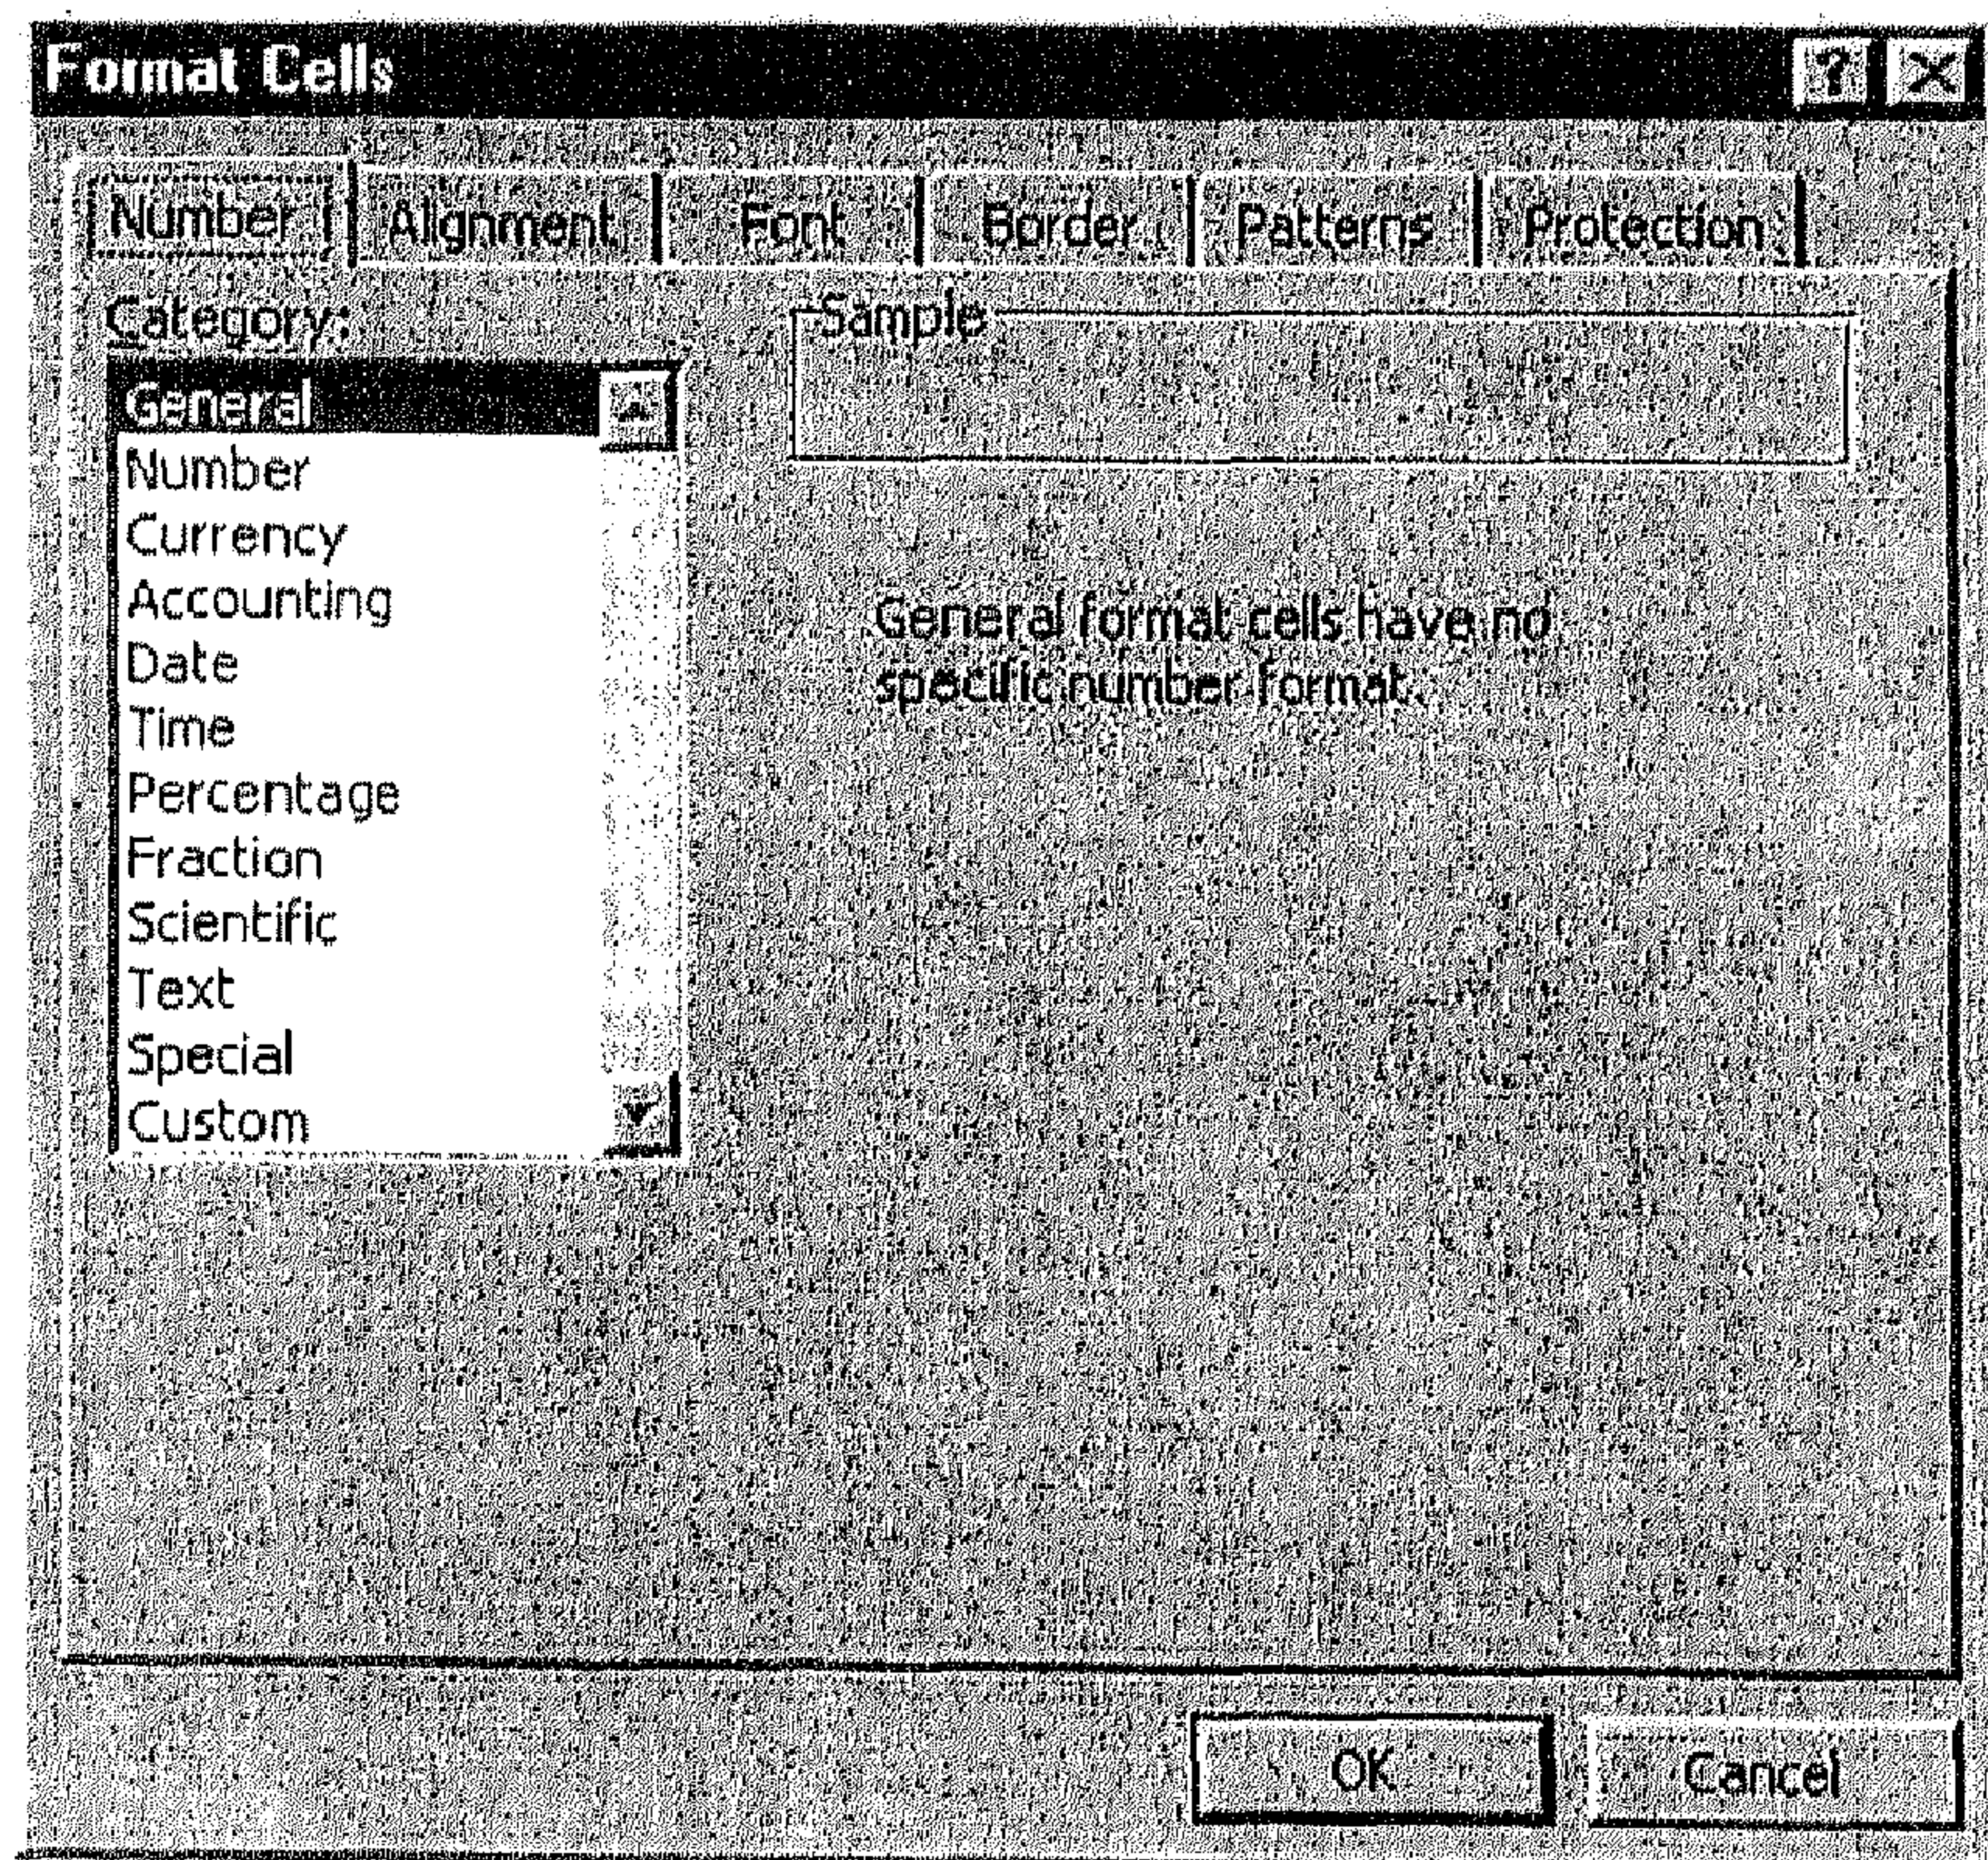 Format Cells
Number Alignment Font Border Patterns Protection
Category:
Sample
General
Number
Currency
Accounting
Date
Time
Percentage
Fraction
Scientific
Text
Special
Custom
General format cells have no
specific number format.
OK Cancel